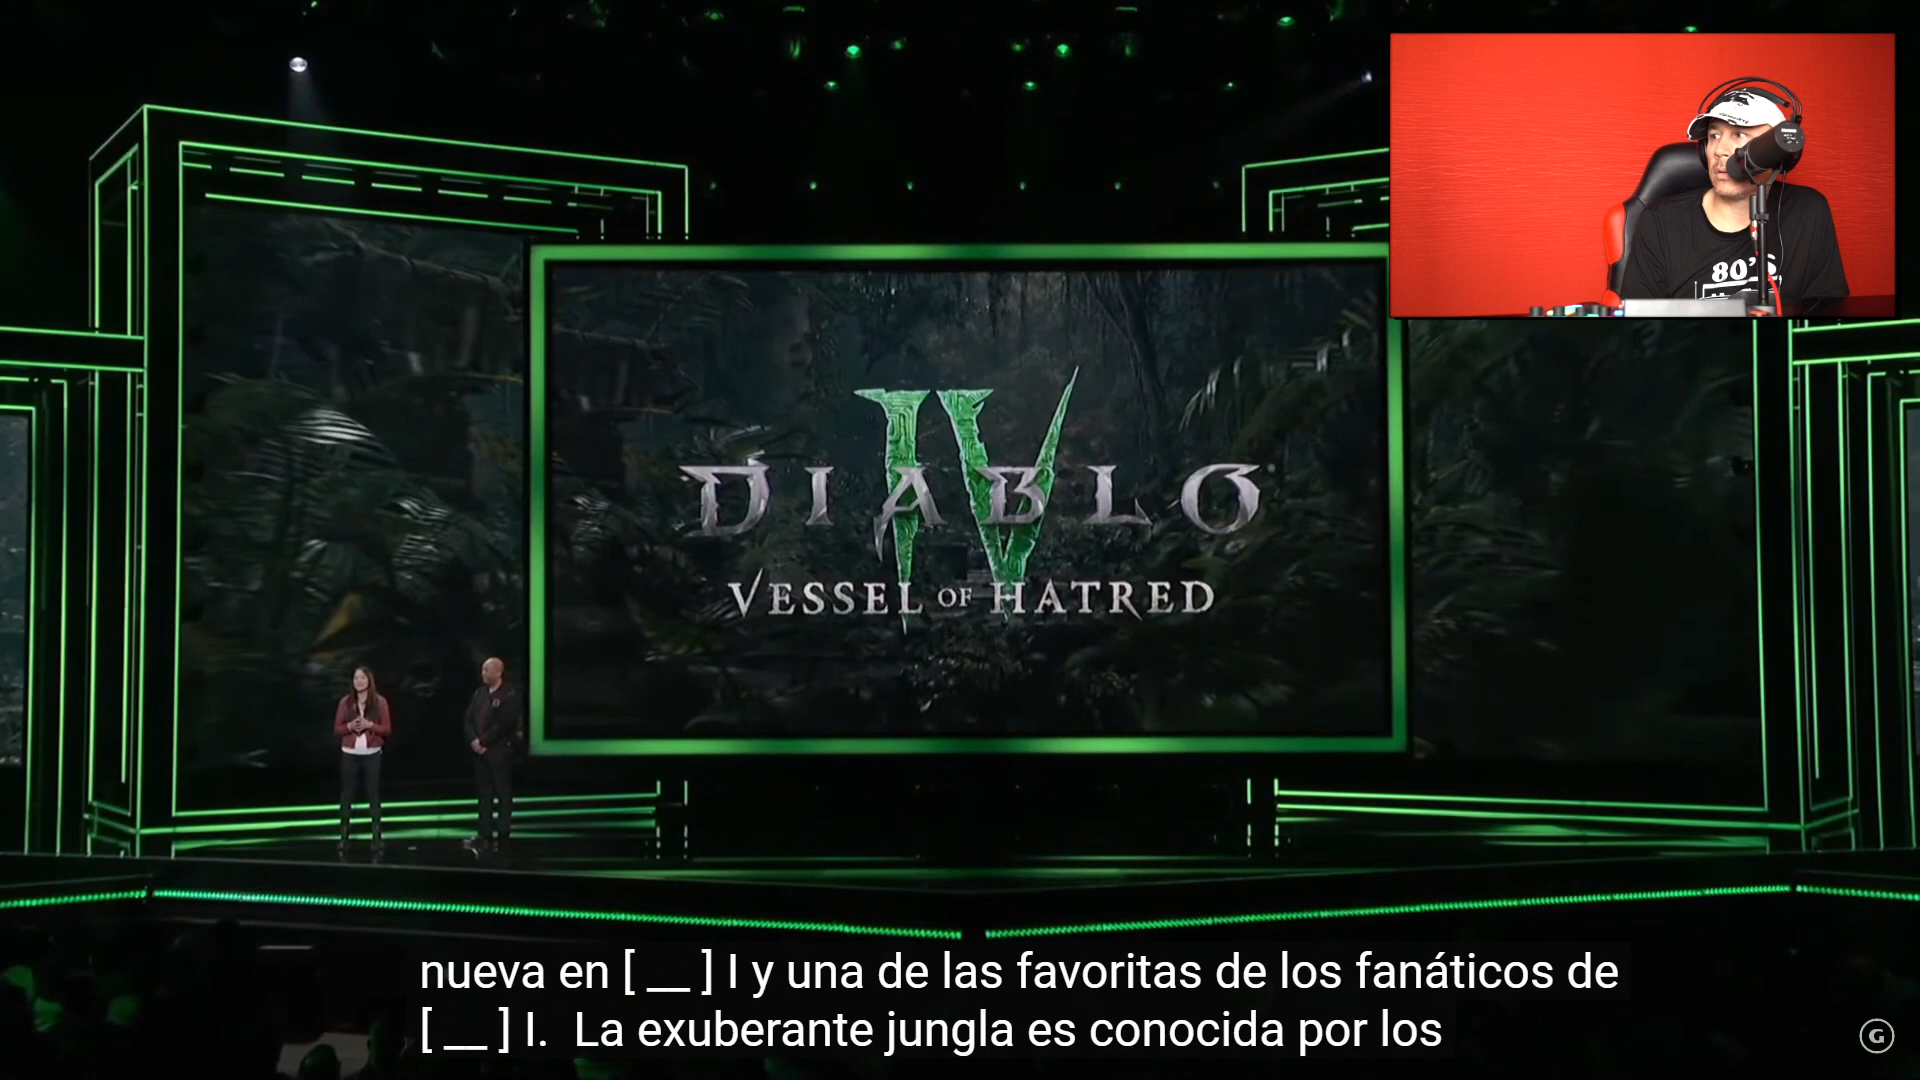 80's
IV
DIABLO
VESSEL OF HATRED
nueva en [ __ ] I y una de las favoritas de los fanáticos de
[ __ ] I. La exuberante jungla es conocida por los
G